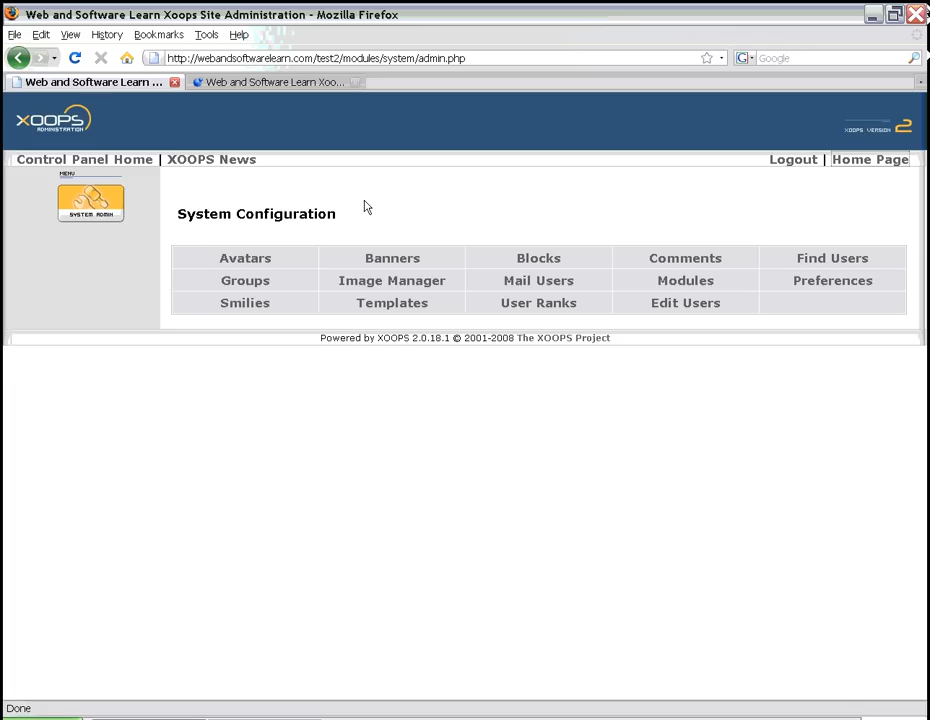 Web and Software Learn Xoops Site Administration - Mozilla Firefox
File Edit View History Bookmarks Tools Help
http://webandsoftwarelearn.com/test2/modules/system/admin.php
Google
Web and Software Learn ...
Web and Software Learn Xoo...
XOOPS
ADMINISTRATION
XOOPS VERSION 2
Control Panel Home | XOOPS News
Logout | Home Page
MENU
SYSTEM ADMIN
System Configuration
Avatars Banners Blocks Comments Find Users
Groups Image Manager Mail Users Modules Preferences
Smilies Templates User Ranks Edit Users
Powered by XOOPS 2.0.18.1 © 2001-2008 The XOOPS Project
Done